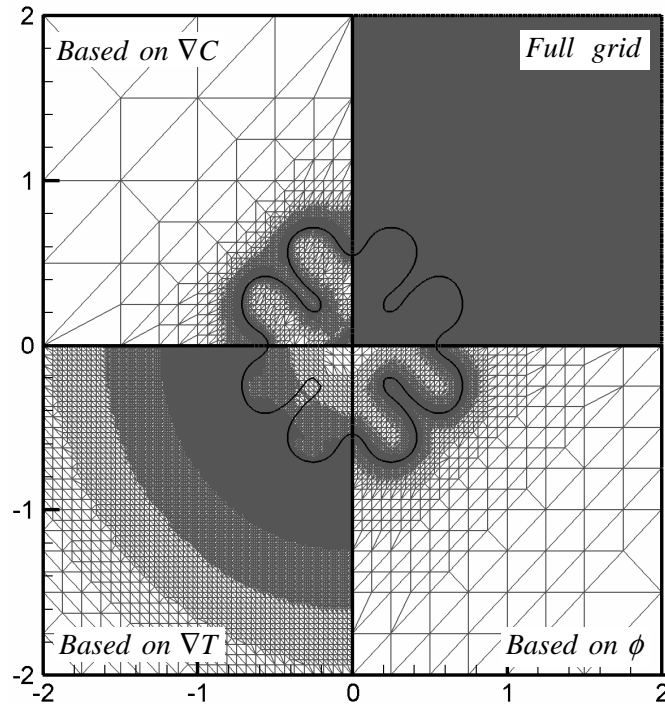 2
Based on ∇C
Full grid
1
0
-1
Based on ∇T
Based on ϕ
-2
-2
-1
0
1
2